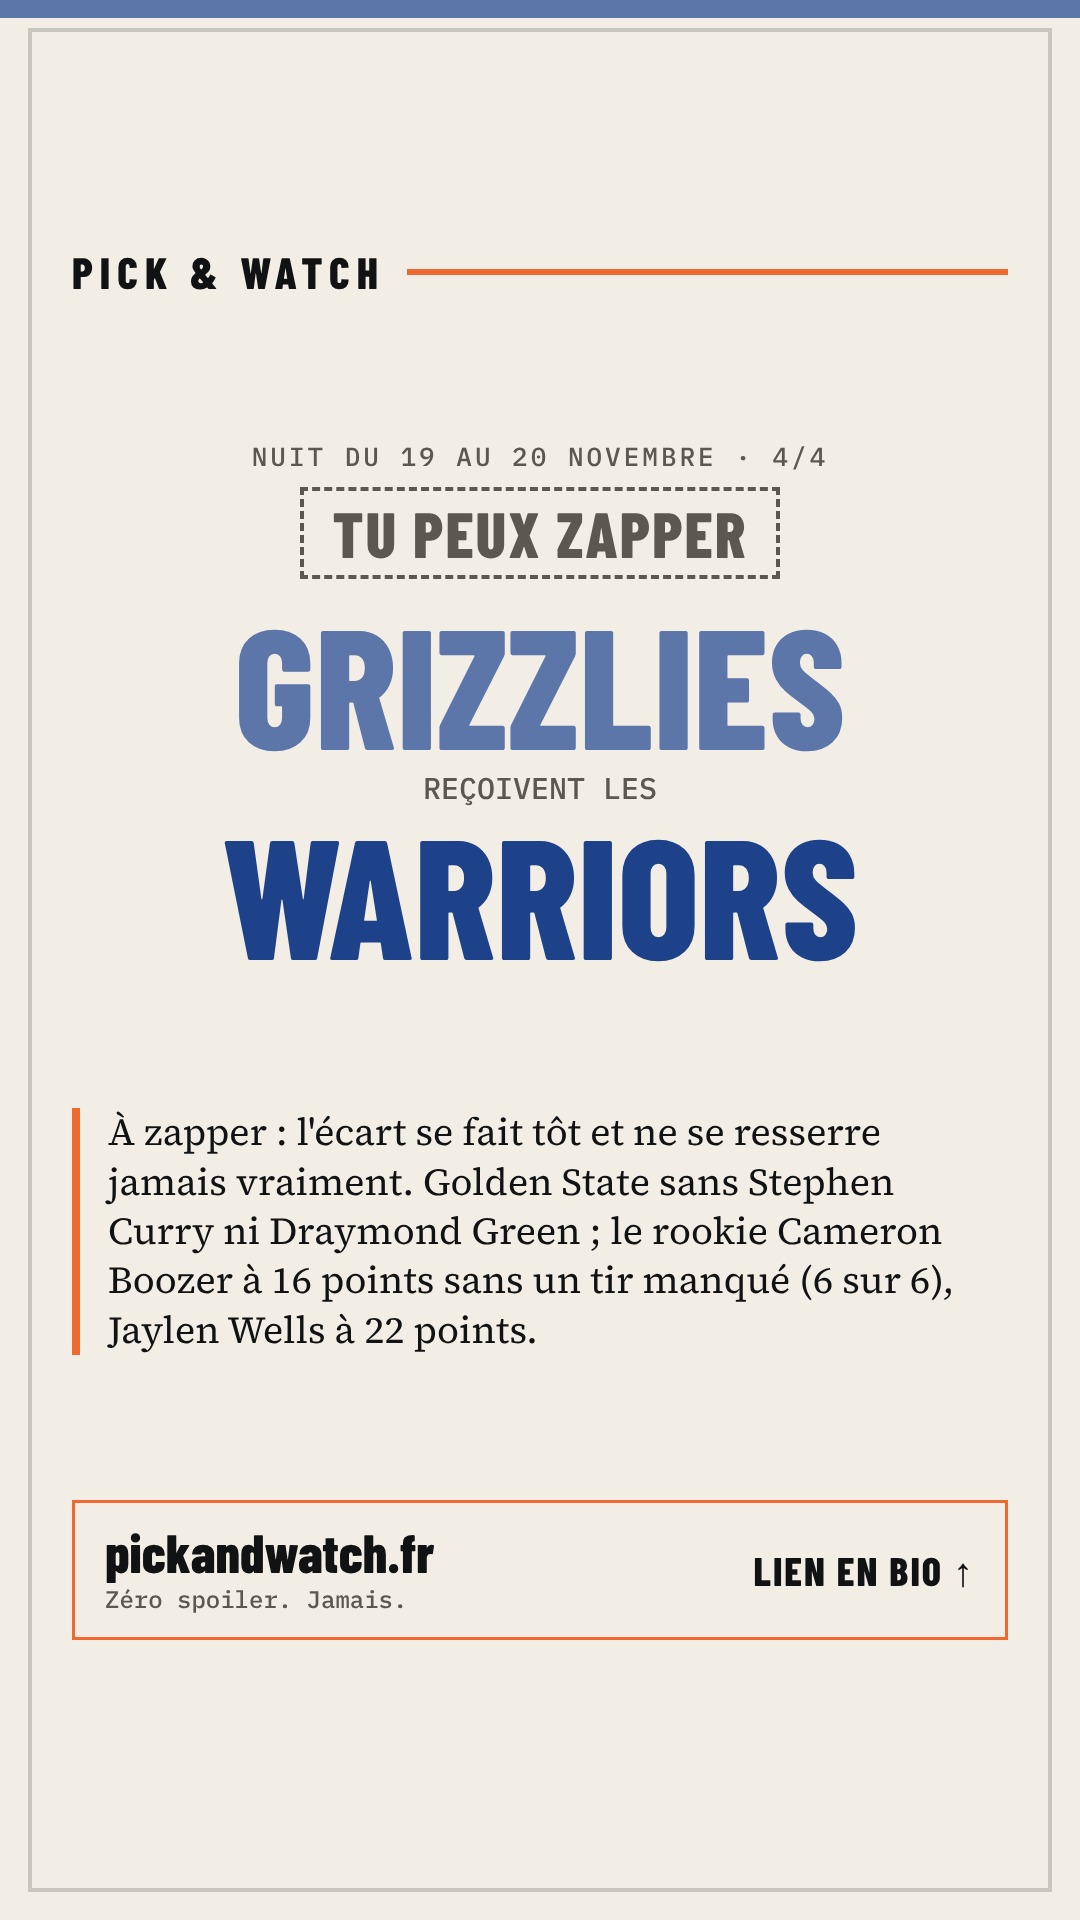 PICK & WATCH
NUIT DU 19 AU 20 NOVEMBRE · 4/4
TU PEUX ZAPPER
GRIZZLIES
REÇOIVENT LES
WARRIORS
À zapper : l'écart se fait tôt et ne se resserre
jamais vraiment. Golden State sans Stephen
Curry ni Draymond Green ; le rookie Cameron
Boozer à 16 points sans un tir manqué (6 sur 6),
Jaylen Wells à 22 points.
pickandwatch.fr
Zéro spoiler. Jamais.
LIEN EN BIO ↑